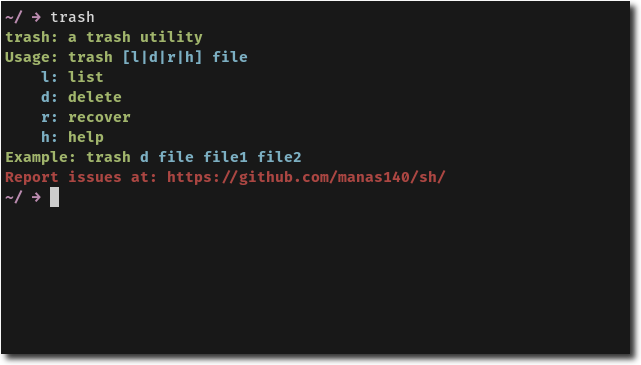 ~/ → trash
trash: a trash utility
Usage: trash [l|d|r|h] file
    l: list
    d: delete
    r: recover
    h: help
Example: trash d file file1 file2
Report issues at: https://github.com/manas140/sh/
~/ →